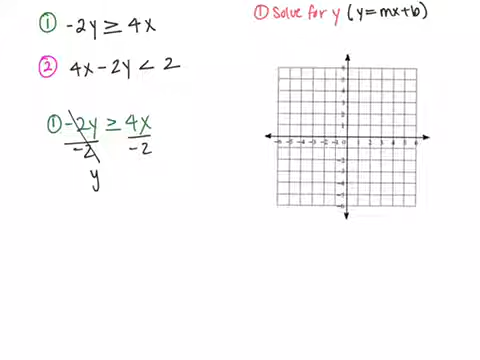 ① Solve for y (y = mx + b)
① -2y ≥ 4x
② 4x - 2y < 2
① -2y ≥ 4x
-2 -2
y
6
5
4
3
2
1
-6 -5 -4 -3 -2 -1 1 2 3 4 5 6
-1
-2
-3
-4
-5
-6